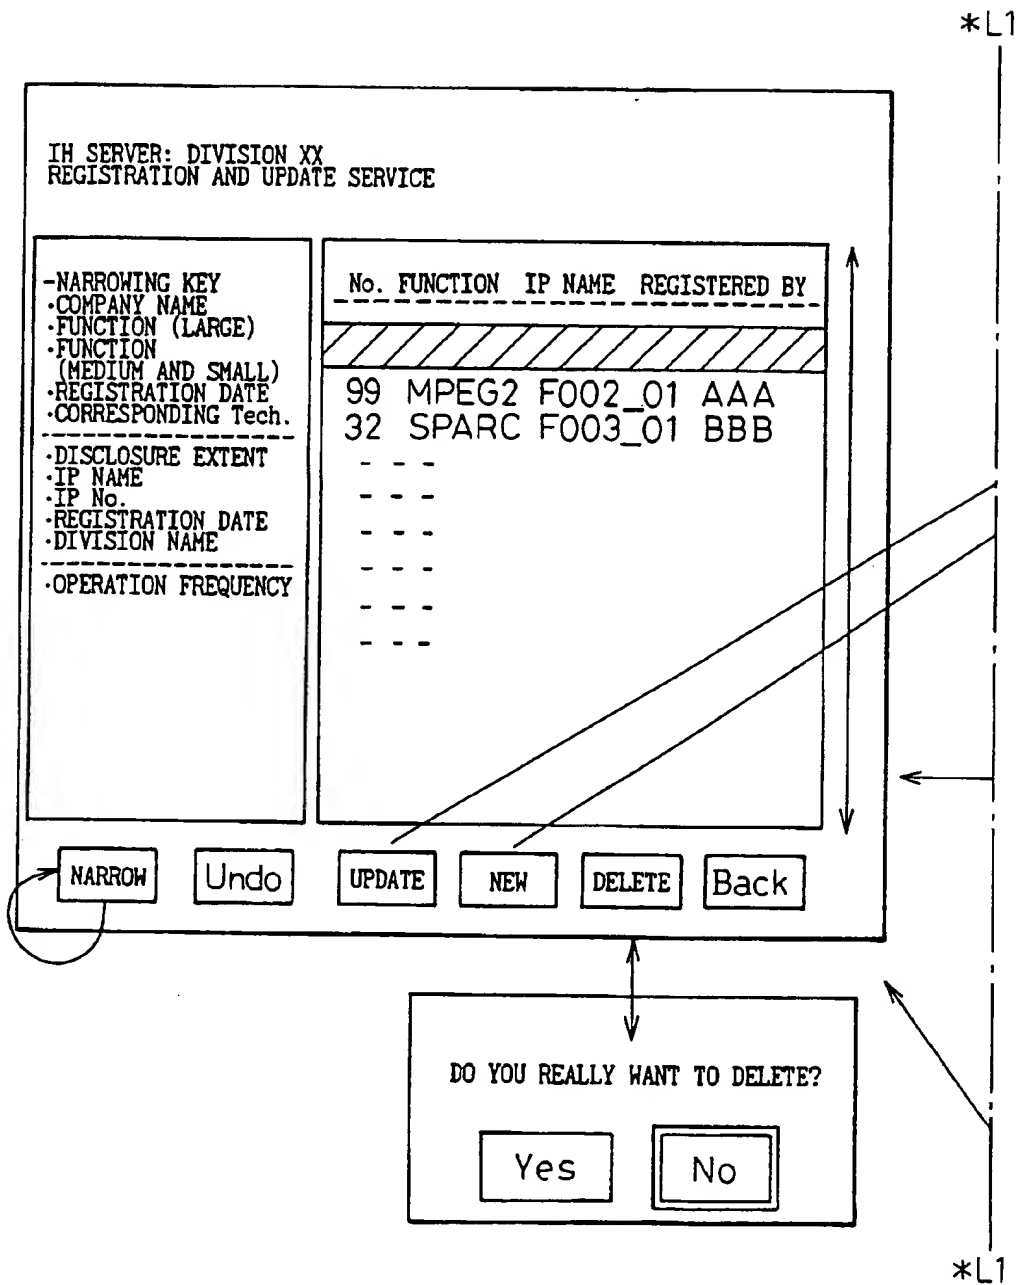 *L1
IH SERVER: DIVISION XX
REGISTRATION AND UPDATE SERVICE
-NARROWING KEY
·COMPANY NAME
·FUNCTION (LARGE)
·FUNCTION
(MEDIUM AND SMALL)
·REGISTRATION DATE
·CORRESPONDING Tech.
·DISCLOSURE EXTENT
·IP NAME
·IP No.
·REGISTRATION DATE
·DIVISION NAME
·OPERATION FREQUENCY
No. FUNCTION IP NAME REGISTERED BY
99 MPEG2 F002_01 AAA
32 SPARC F003_01 BBB
- - -
- - -
- - -
- - -
- - -
- - -
NARROW Undo UPDATE NEW DELETE Back
DO YOU REALLY WANT TO DELETE?
Yes No
*L1